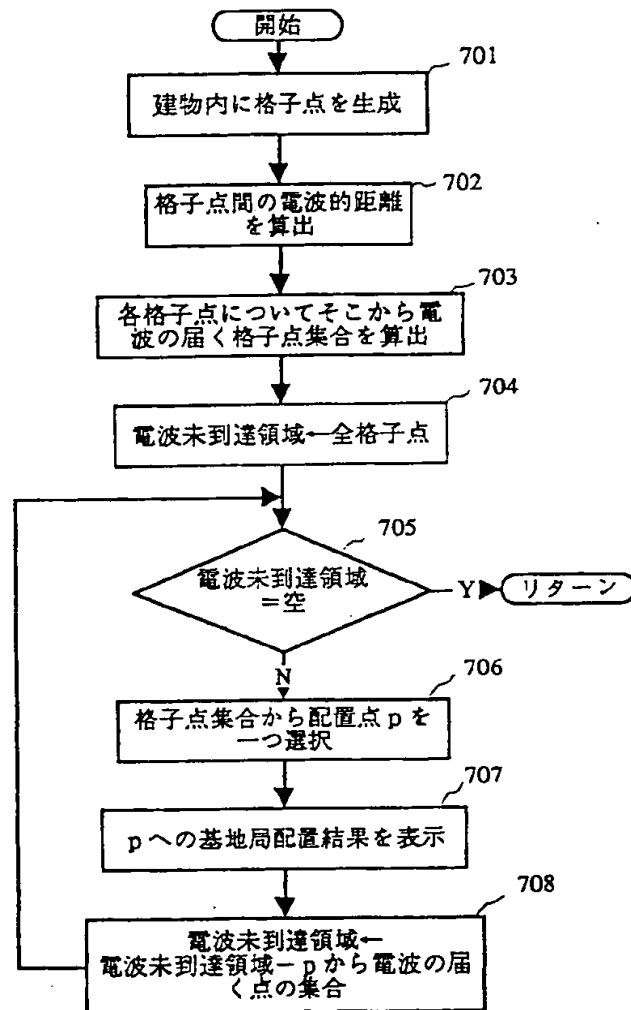 開始
701
建物内に格子点を生成
702
格子点間の電波的距離
を算出
703
各格子点についてそこから電
波の届く格子点集合を算出
704
電波未到達領域←全格子点
705
電波未到達領域
＝空
Y
リターン
N
706
格子点集合から配置点pを
一つ選択
707
pへの基地局配置結果を表示
708
電波未到達領域←
電波未到達領域－pから電波の届
く点の集合